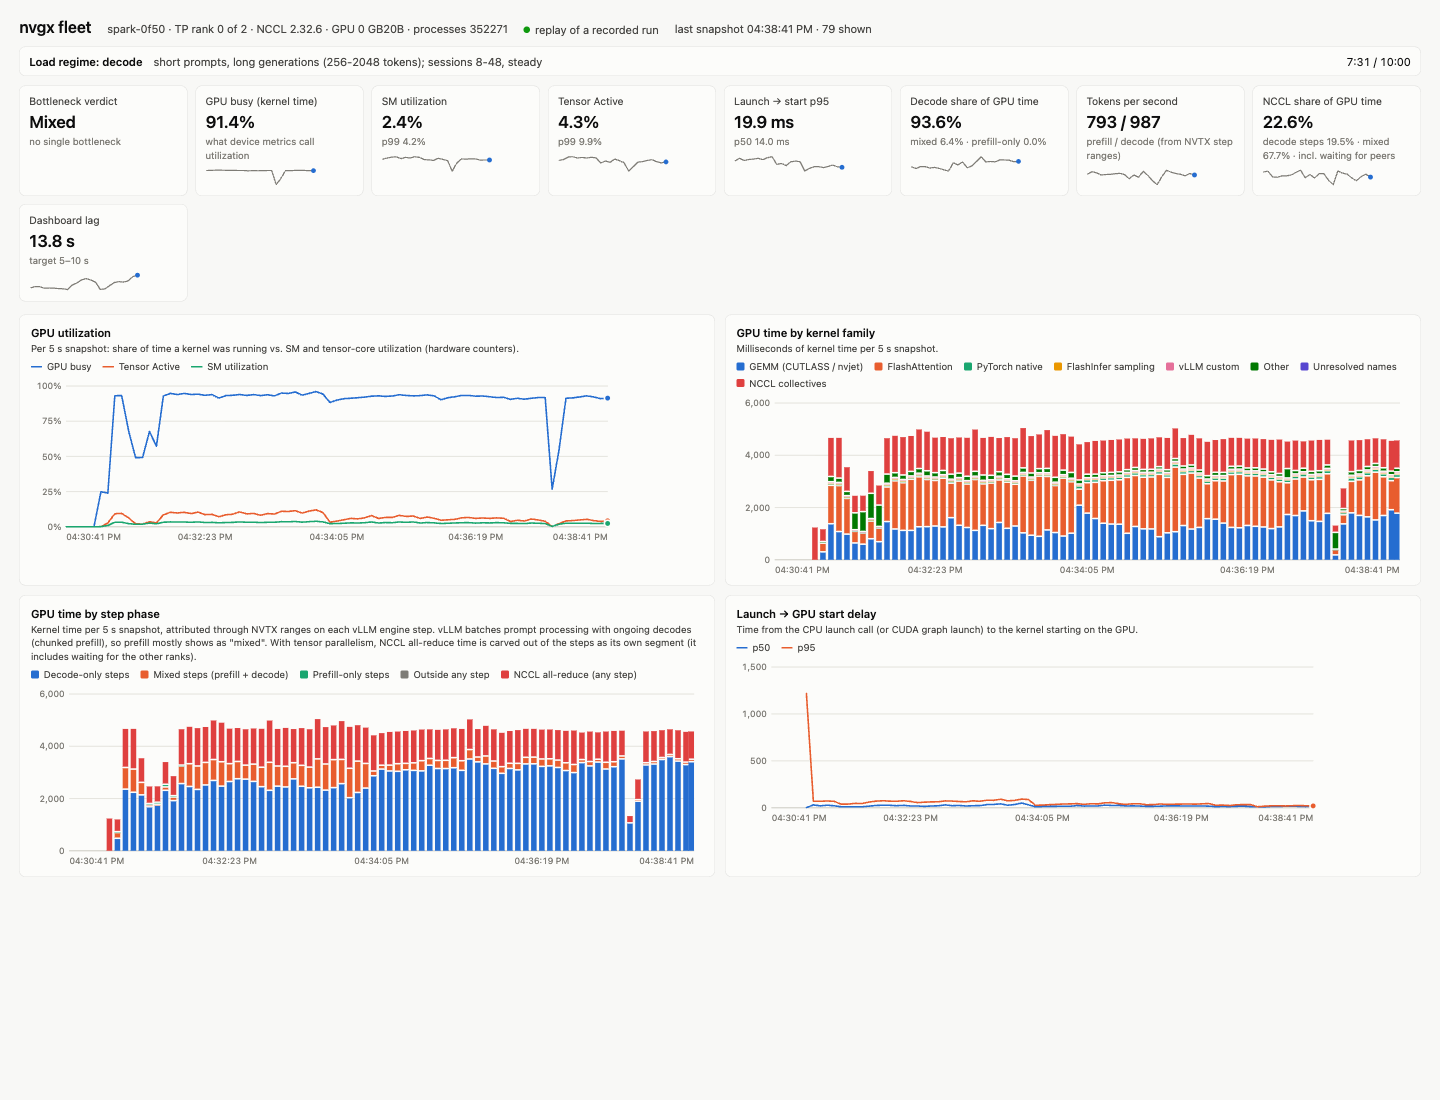 nvgx fleet
spark-0f50 · TP rank 0 of 2 · NCCL 2.32.6 · GPU 0 GB20B · processes 352271
replay of a recorded run
last snapshot 04:38:41 PM · 79 shown
Load regime: decode
short prompts, long generations (256-2048 tokens); sessions 8-48, steady
7:31 / 10:00
Bottleneck verdict
Mixed
no single bottleneck
GPU busy (kernel time)
91.4%
what device metrics call
utilization
SM utilization
2.4%
p99 4.2%
Tensor Active
4.3%
p99 9.9%
Launch → start p95
19.9 ms
p50 14.0 ms
Decode share of GPU time
93.6%
mixed 6.4% · prefill-only 0.0%
Tokens per second
793 / 987
prefill / decode (from NVTX step
ranges)
NCCL share of GPU time
22.6%
decode steps 19.5% · mixed
67.7% · incl. waiting for peers
Dashboard lag
13.8 s
target 5–10 s
GPU utilization
Per 5 s snapshot: share of time a kernel was running vs. SM and tensor-core utilization (hardware counters).
GPU busy
Tensor Active
SM utilization
100%
75%
50%
25%
0%
04:30:41 PM
04:32:23 PM
04:34:05 PM
04:36:19 PM
04:38:41 PM
GPU time by kernel family
Milliseconds of kernel time per 5 s snapshot.
GEMM (CUTLASS / nvjet)
FlashAttention
PyTorch native
FlashInfer sampling
vLLM custom
Other
Unresolved names
NCCL collectives
6,000
4,000
2,000
0
04:30:41 PM
04:32:23 PM
04:34:05 PM
04:36:19 PM
04:38:41 PM
GPU time by step phase
Kernel time per 5 s snapshot, attributed through NVTX ranges on each vLLM engine step. vLLM batches prompt processing with ongoing decodes
(chunked prefill), so prefill mostly shows as "mixed". With tensor parallelism, NCCL all-reduce time is carved out of the steps as its own segment (it
includes waiting for the other ranks).
Decode-only steps
Mixed steps (prefill + decode)
Prefill-only steps
Outside any step
NCCL all-reduce (any step)
6,000
4,000
2,000
0
04:30:41 PM
04:32:23 PM
04:34:05 PM
04:36:19 PM
04:38:41 PM
Launch → GPU start delay
Time from the CPU launch call (or CUDA graph launch) to the kernel starting on the GPU.
p50
p95
1,500
1,000
500
0
04:30:41 PM
04:32:23 PM
04:34:05 PM
04:36:19 PM
04:38:41 PM